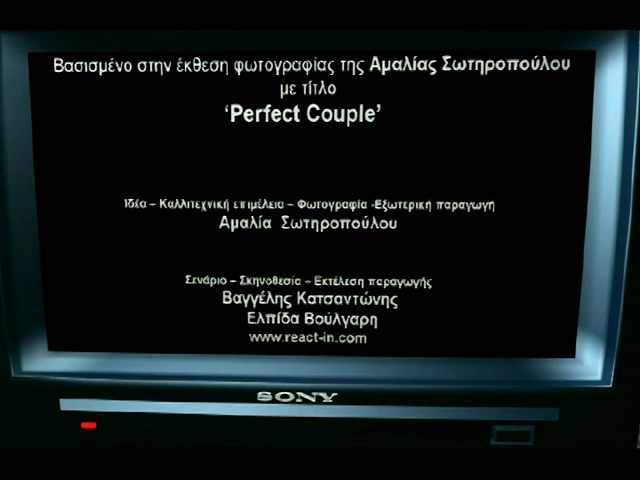 Βασισμένο στην έκθεση φωτογραφίας της Αμαλίας Σωτηροπούλου
με τίτλο
‘Perfect Couple’
Ιδέα – Καλλιτεχνική επιμέλεια – Φωτογραφία -Εξωτερική παραγωγή
Αμαλία Σωτηροπούλου
Σενάριο – Σκηνοθεσία – Εκτέλεση παραγωγής
Βαγγέλης Κατσαντώνης
Ελπίδα Βούλγαρη
www.react-in.com
SONY